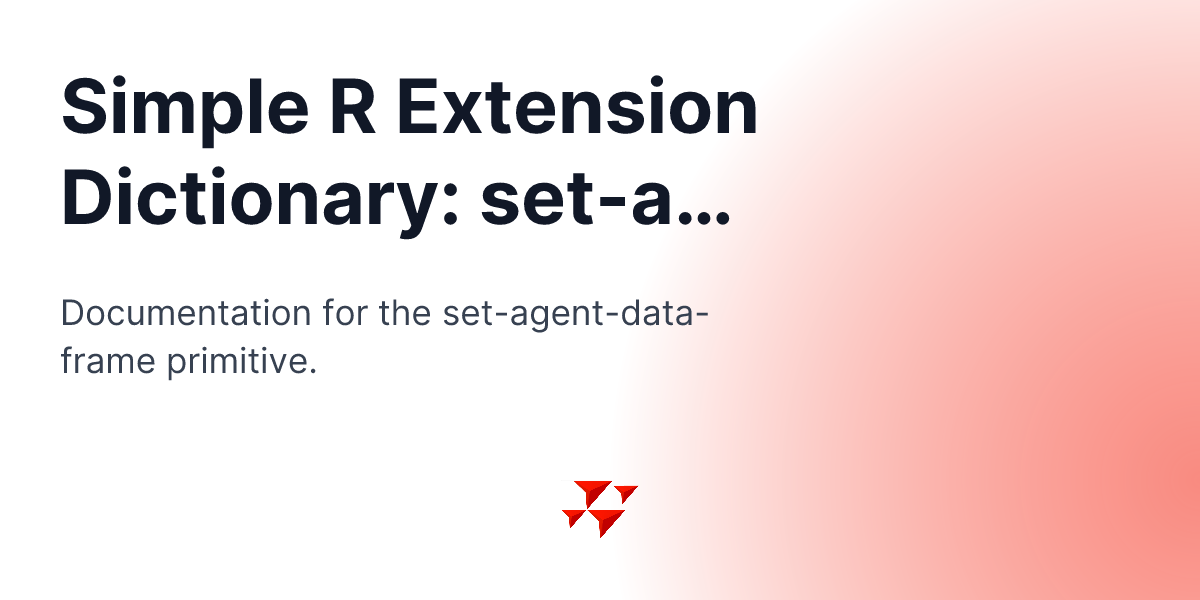 Simple R Extension
Dictionary: set-a...
Documentation for the set-agent-data-
frame primitive.